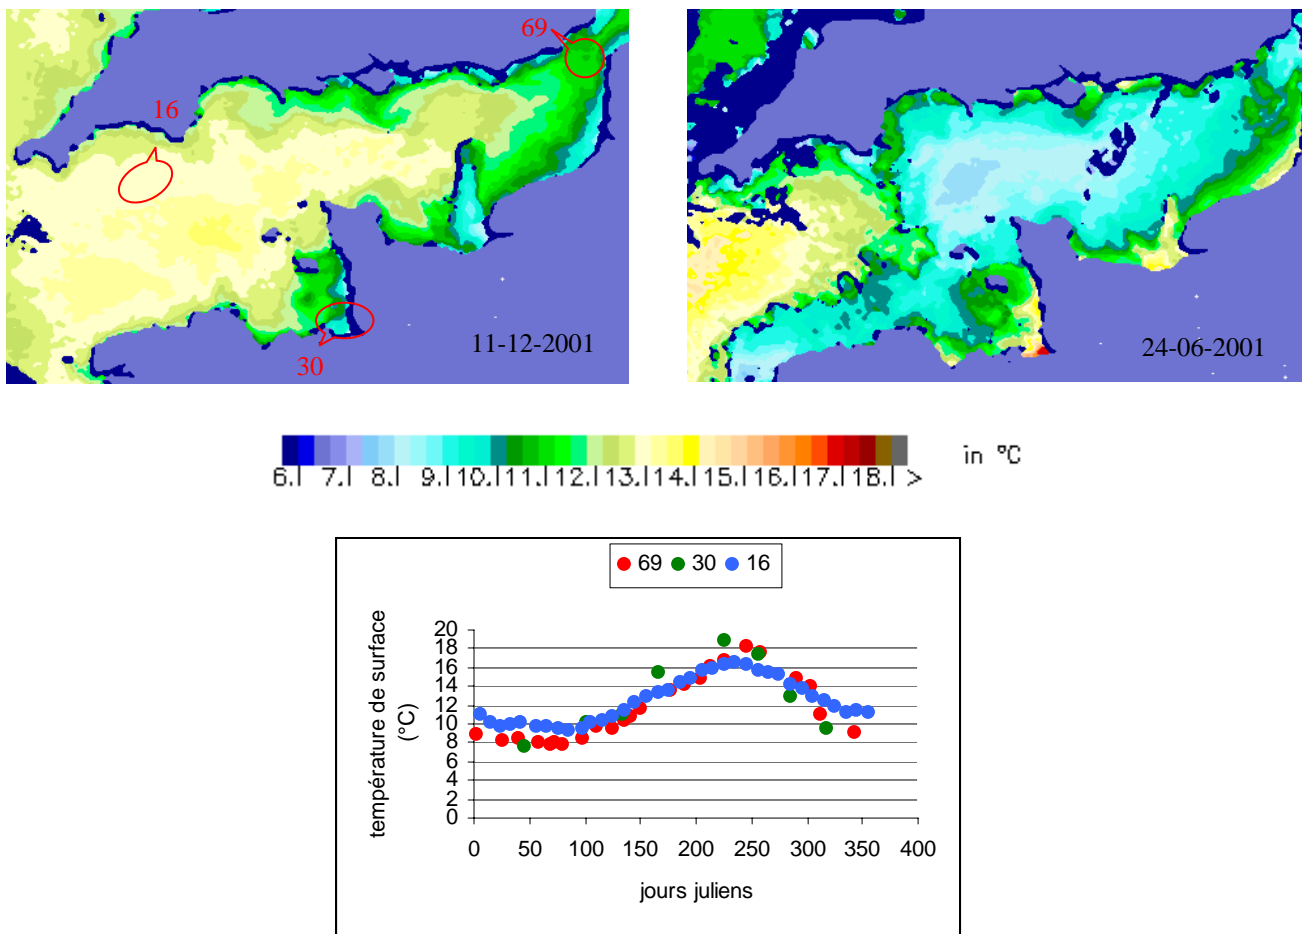 69
16
30
11-12-2001
24-06-2001
6.| 7.| 8.| 9.| 10.| 11.| 12.| 13.| 14.| 15.| 16.| 17.| 18.| > in °C
69 30 16
température de surface
(°C)
20
18
16
14
12
10
8
6
4
2
0
0 50 100 150 200 250 300 350 400
jours juliens